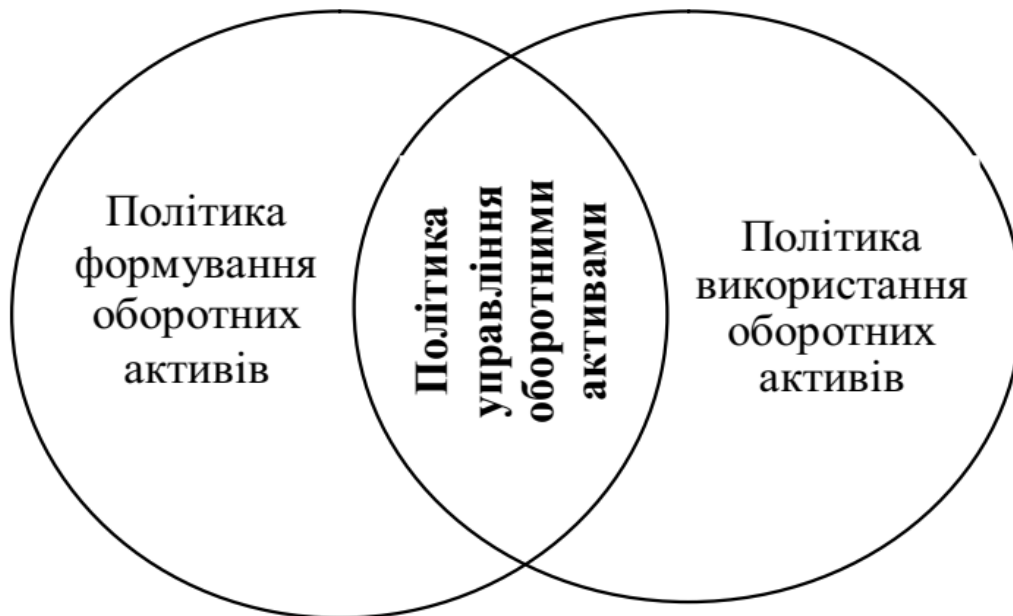 Політика
формування
оборотних
активів
Політика
управління
оборотними
активами
Політика
використання
оборотних
активів